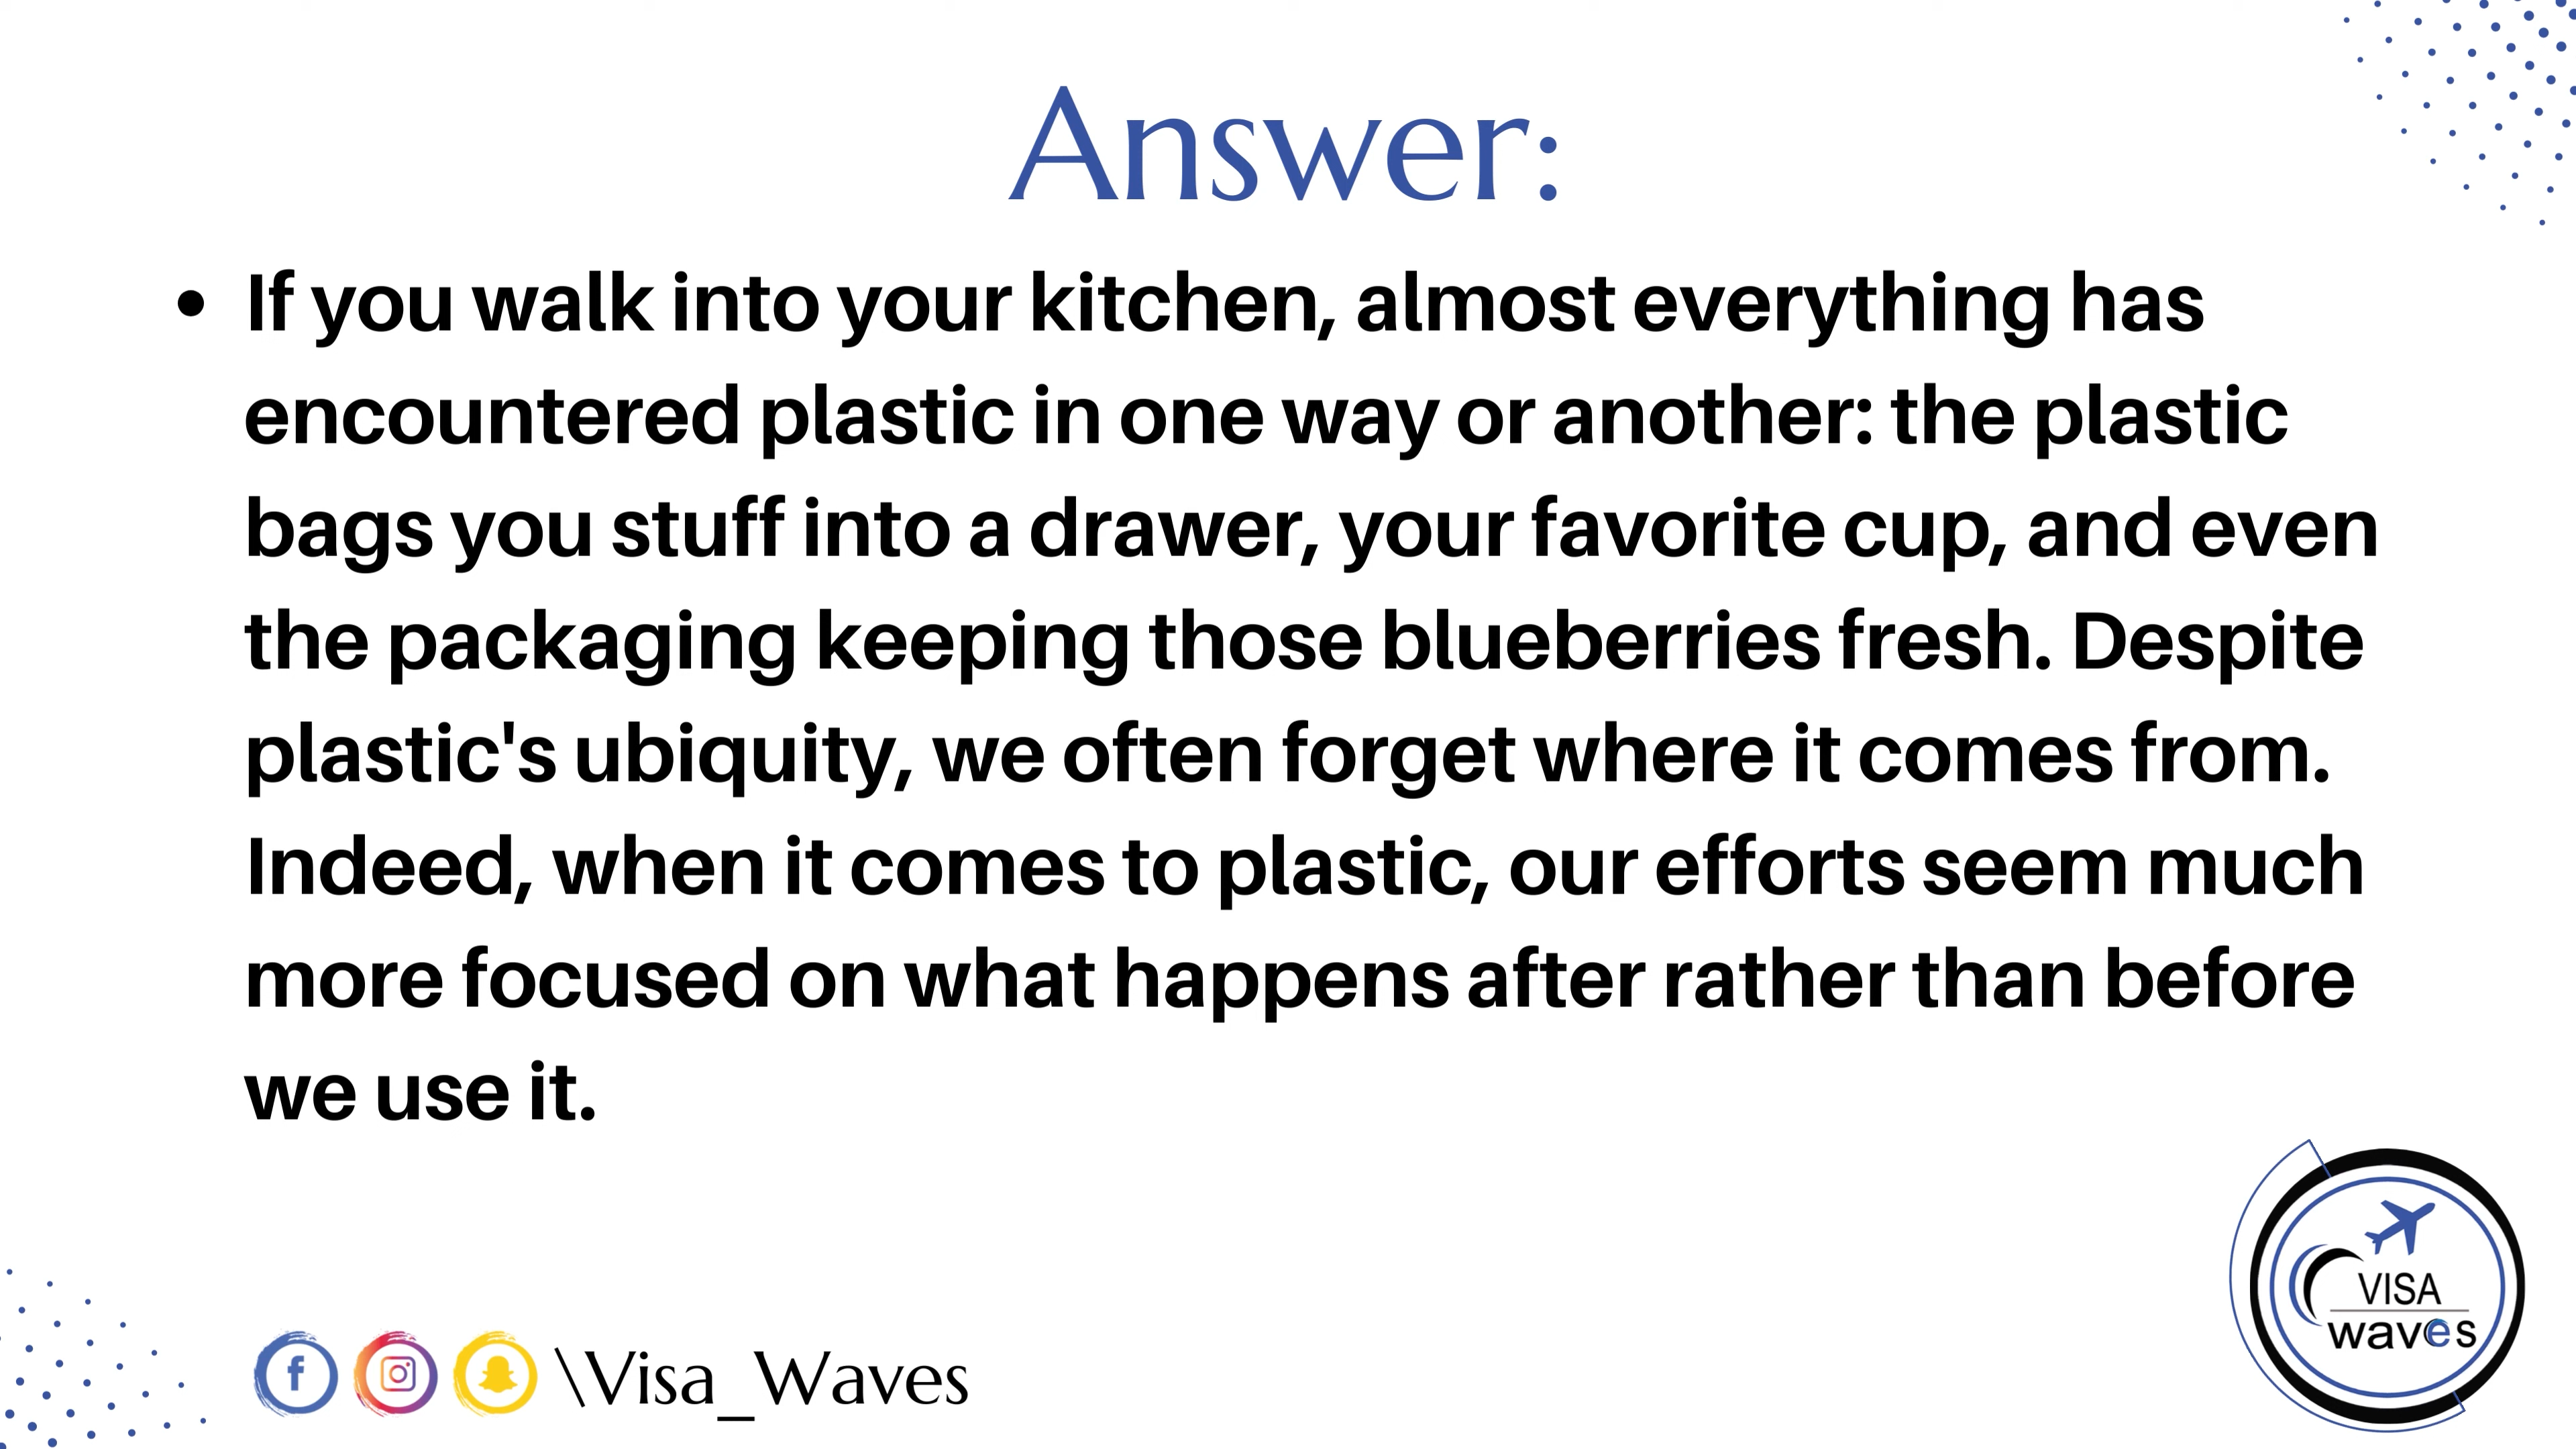 Answer:
• If you walk into your kitchen, almost everything has
encountered plastic in one way or another: the plastic
bags you stuff into a drawer, your favorite cup, and even
the packaging keeping those blueberries fresh. Despite
plastic's ubiquity, we often forget where it comes from.
Indeed, when it comes to plastic, our efforts seem much
more focused on what happens after rather than before
we use it.
\Visa_Waves
VISA
waves